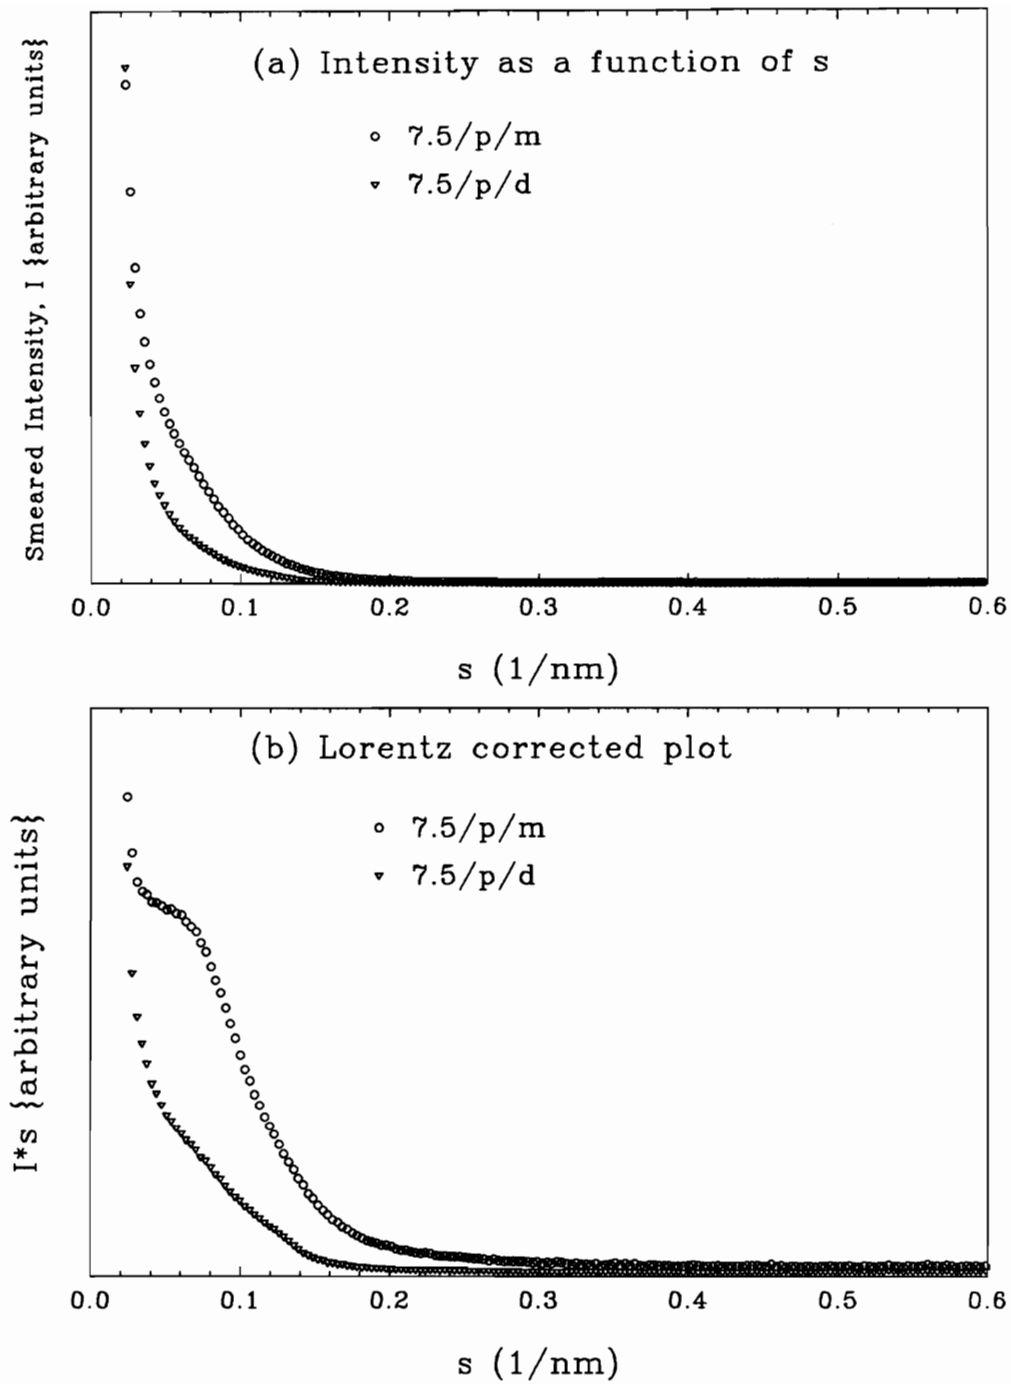 (a) Intensity as a function of s
7.5/p/m
7.5/p/d
Smeared Intensity, I {arbitrary units}
0.0 0.1 0.2 0.3 0.4 0.5 0.6
s (1/nm)
(b) Lorentz corrected plot
7.5/p/m
7.5/p/d
I*s {arbitrary units}
0.0 0.1 0.2 0.3 0.4 0.5 0.6
s (1/nm)